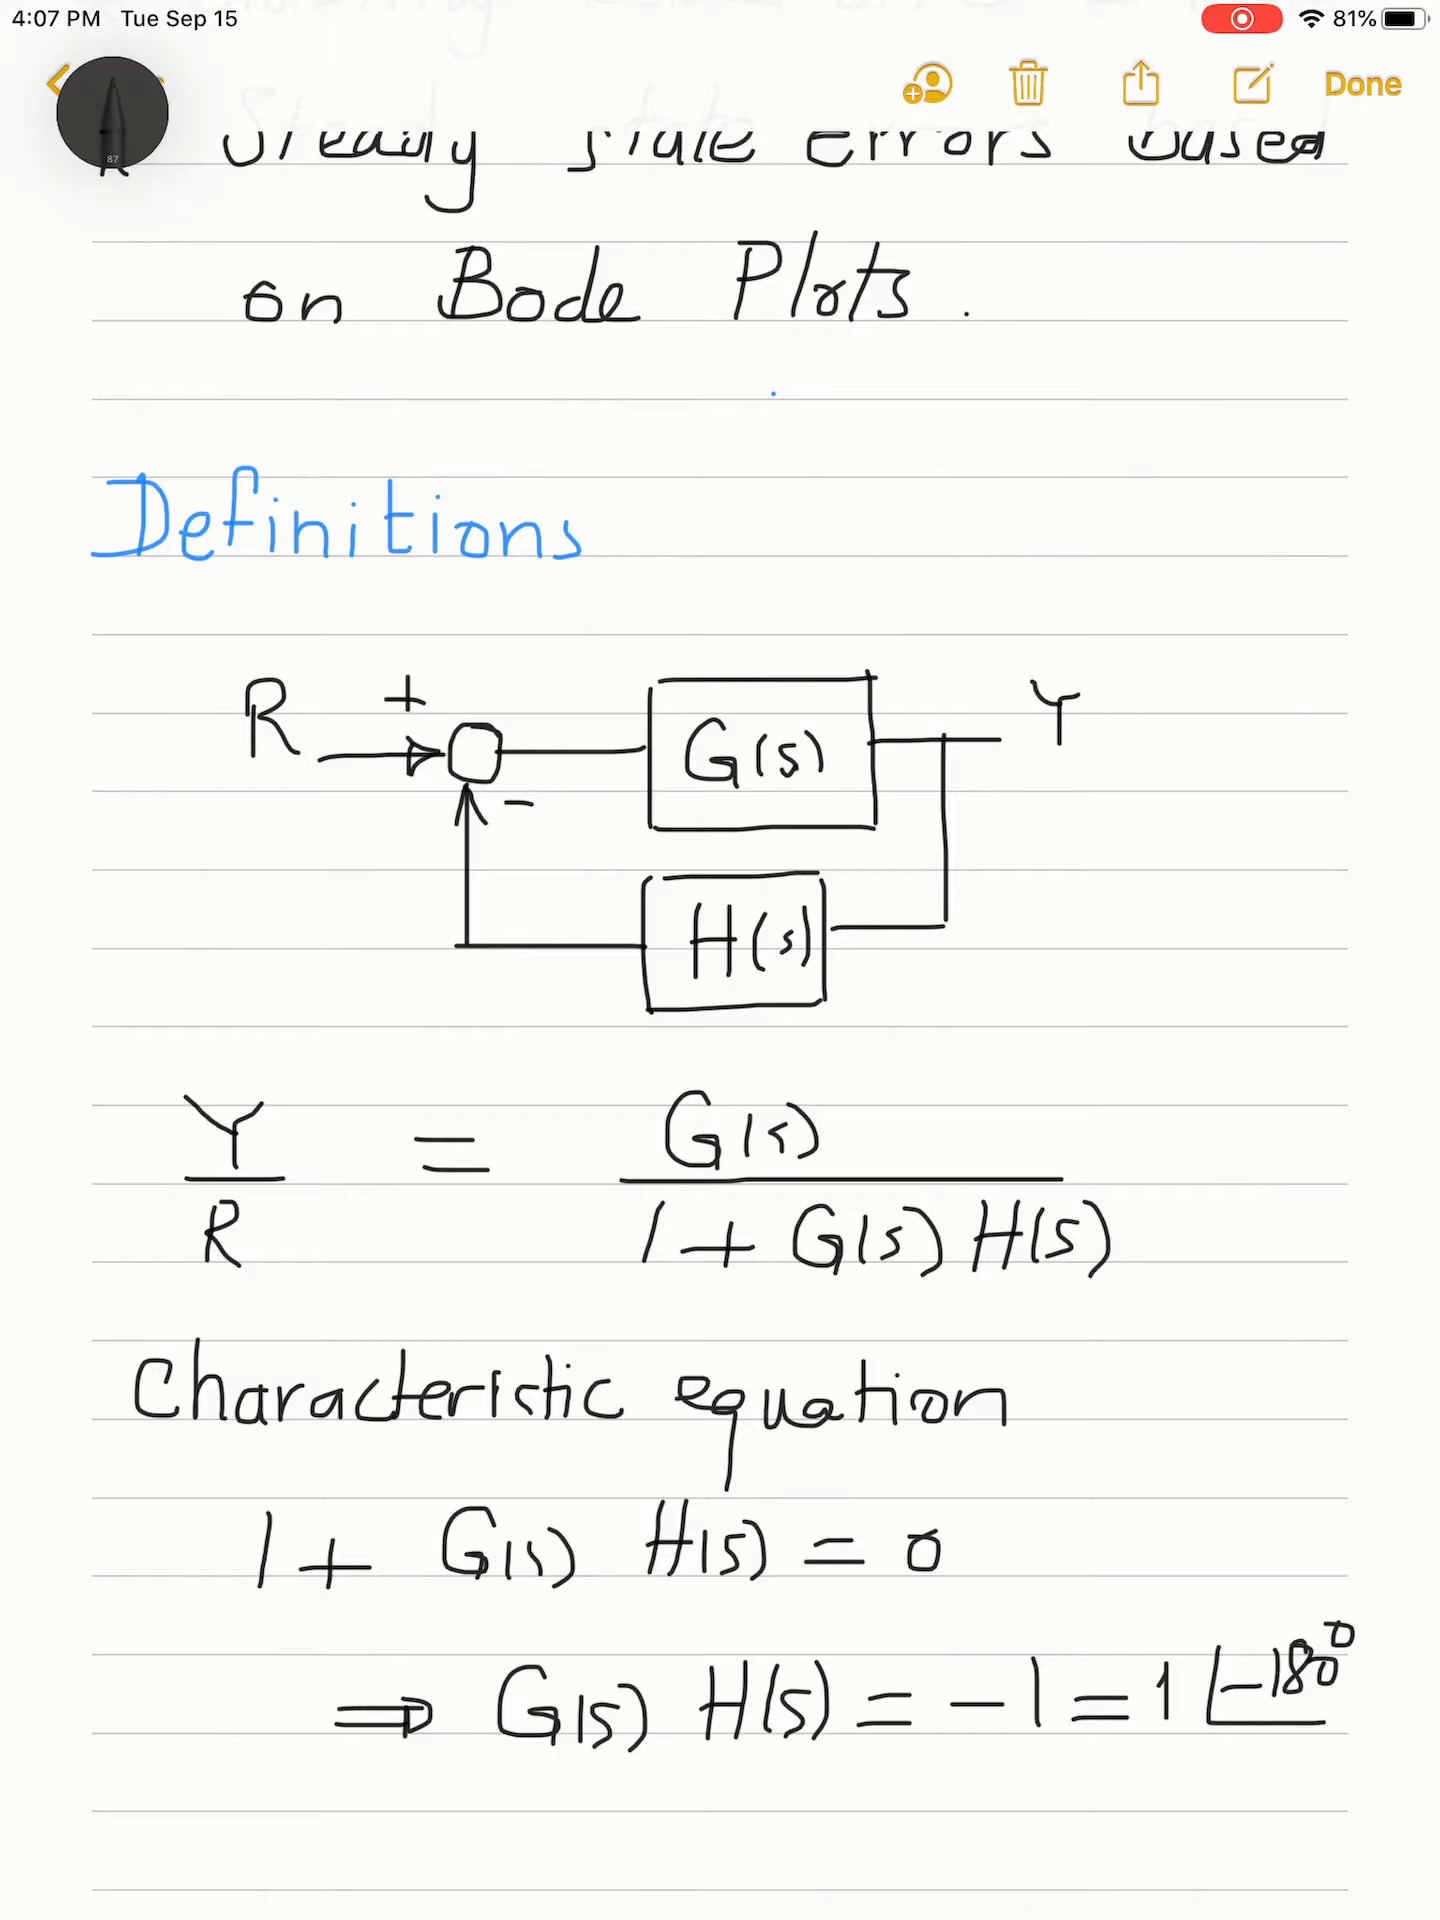 4:07 PM Tue Sep 15 81%
Done
87
Steady state errors based
on Bode Plots.
Definitions
R + G(s) Y
-
H(s)
Y = G(s)
R 1 + G(s) H(s)
Characteristic equation
1 + G(s) H(s) = 0
⇒ G(s) H(s) = -1 = 1 ∠-180°